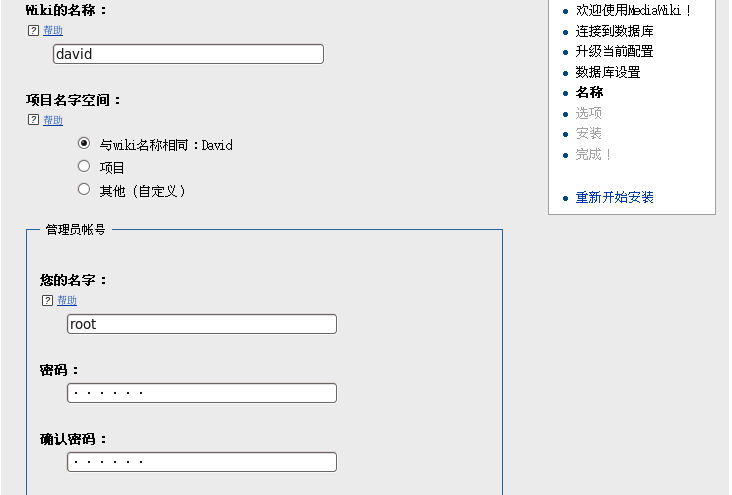 Wiki的名称：
? 帮助
david
项目名字空间：
? 帮助
与wiki名称相同：David
项目
其他（自定义）
管理员帐号
您的名字：
? 帮助
root
密码：
······
确认密码：
······
欢迎使用MediaWiki！
连接到数据库
升级当前配置
数据库设置
名称
选项
安装
完成！
重新开始安装